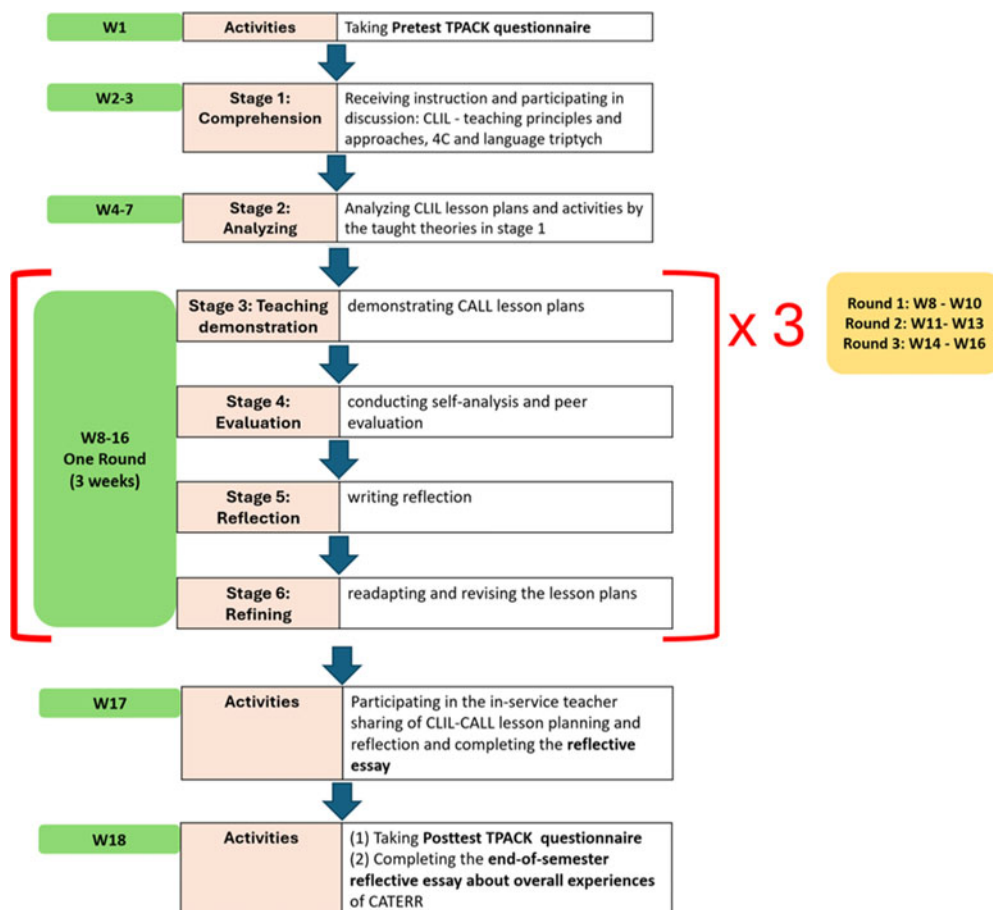 W1
Activities
Taking Pretest TPACK questionnaire
W2-3
Stage 1:
Comprehension
Receiving instruction and participating in
discussion: CLIL - teaching principles and
approaches, 4C and language triptych
W4-7
Stage 2:
Analyzing
Analyzing CLIL lesson plans and activities by
the taught theories in stage 1
W8-16
One Round
(3 weeks)
Stage 3: Teaching
demonstration
demonstrating CALL lesson plans
Stage 4:
Evaluation
conducting self-analysis and peer
evaluation
Stage 5:
Reflection
writing reflection
Stage 6:
Refining
readapting and revising the lesson plans
x 3
Round 1: W8 - W10
Round 2: W11- W13
Round 3: W14 - W16
W17
Activities
Participating in the in-service teacher
sharing of CLIL-CALL lesson planning and
reflection and completing the reflective
essay
W18
Activities
(1) Taking Posttest TPACK questionnaire
(2) Completing the end-of-semester
reflective essay about overall experiences
of CATERR